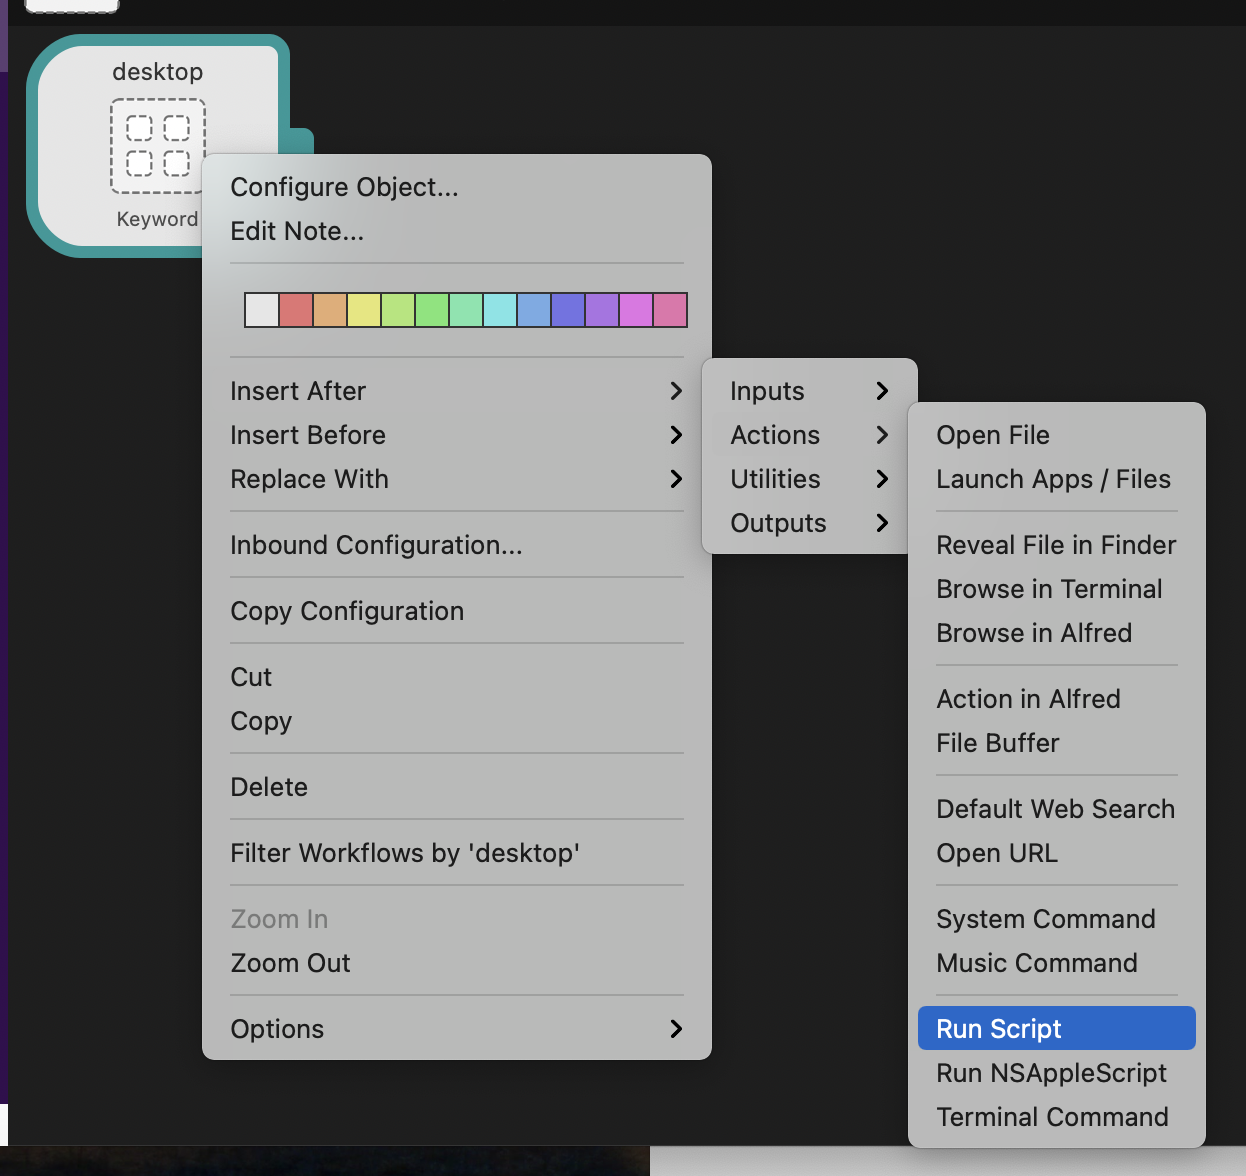 desktop
Keyword
Configure Object...
Edit Note...
Insert After
Insert Before
Replace With
Inbound Configuration...
Copy Configuration
Cut
Copy
Delete
Filter Workflows by 'desktop'
Zoom In
Zoom Out
Options
Inputs
Actions
Utilities
Outputs
Open File
Launch Apps / Files
Reveal File in Finder
Browse in Terminal
Browse in Alfred
Action in Alfred
File Buffer
Default Web Search
Open URL
System Command
Music Command
Run Script
Run NSAppleScript
Terminal Command